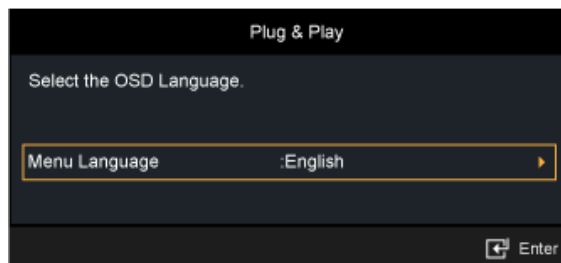 Plug & Play
Select the OSD Language.
Menu Language :English
Enter